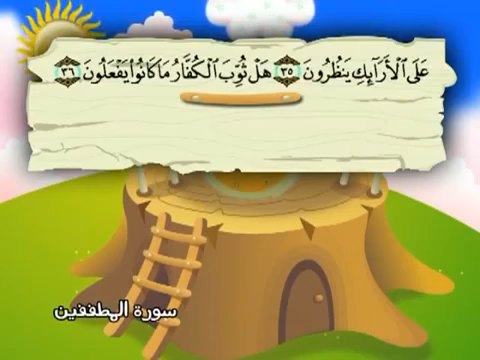 عَلَى الْأَرَآئِكِ يَنظُرُونَ ٣٥ هَلْ ثُوِّبَ الْكُفَّارُ مَا كَانُوا يَفْعَلُونَ ٣٦
سورة المطففين